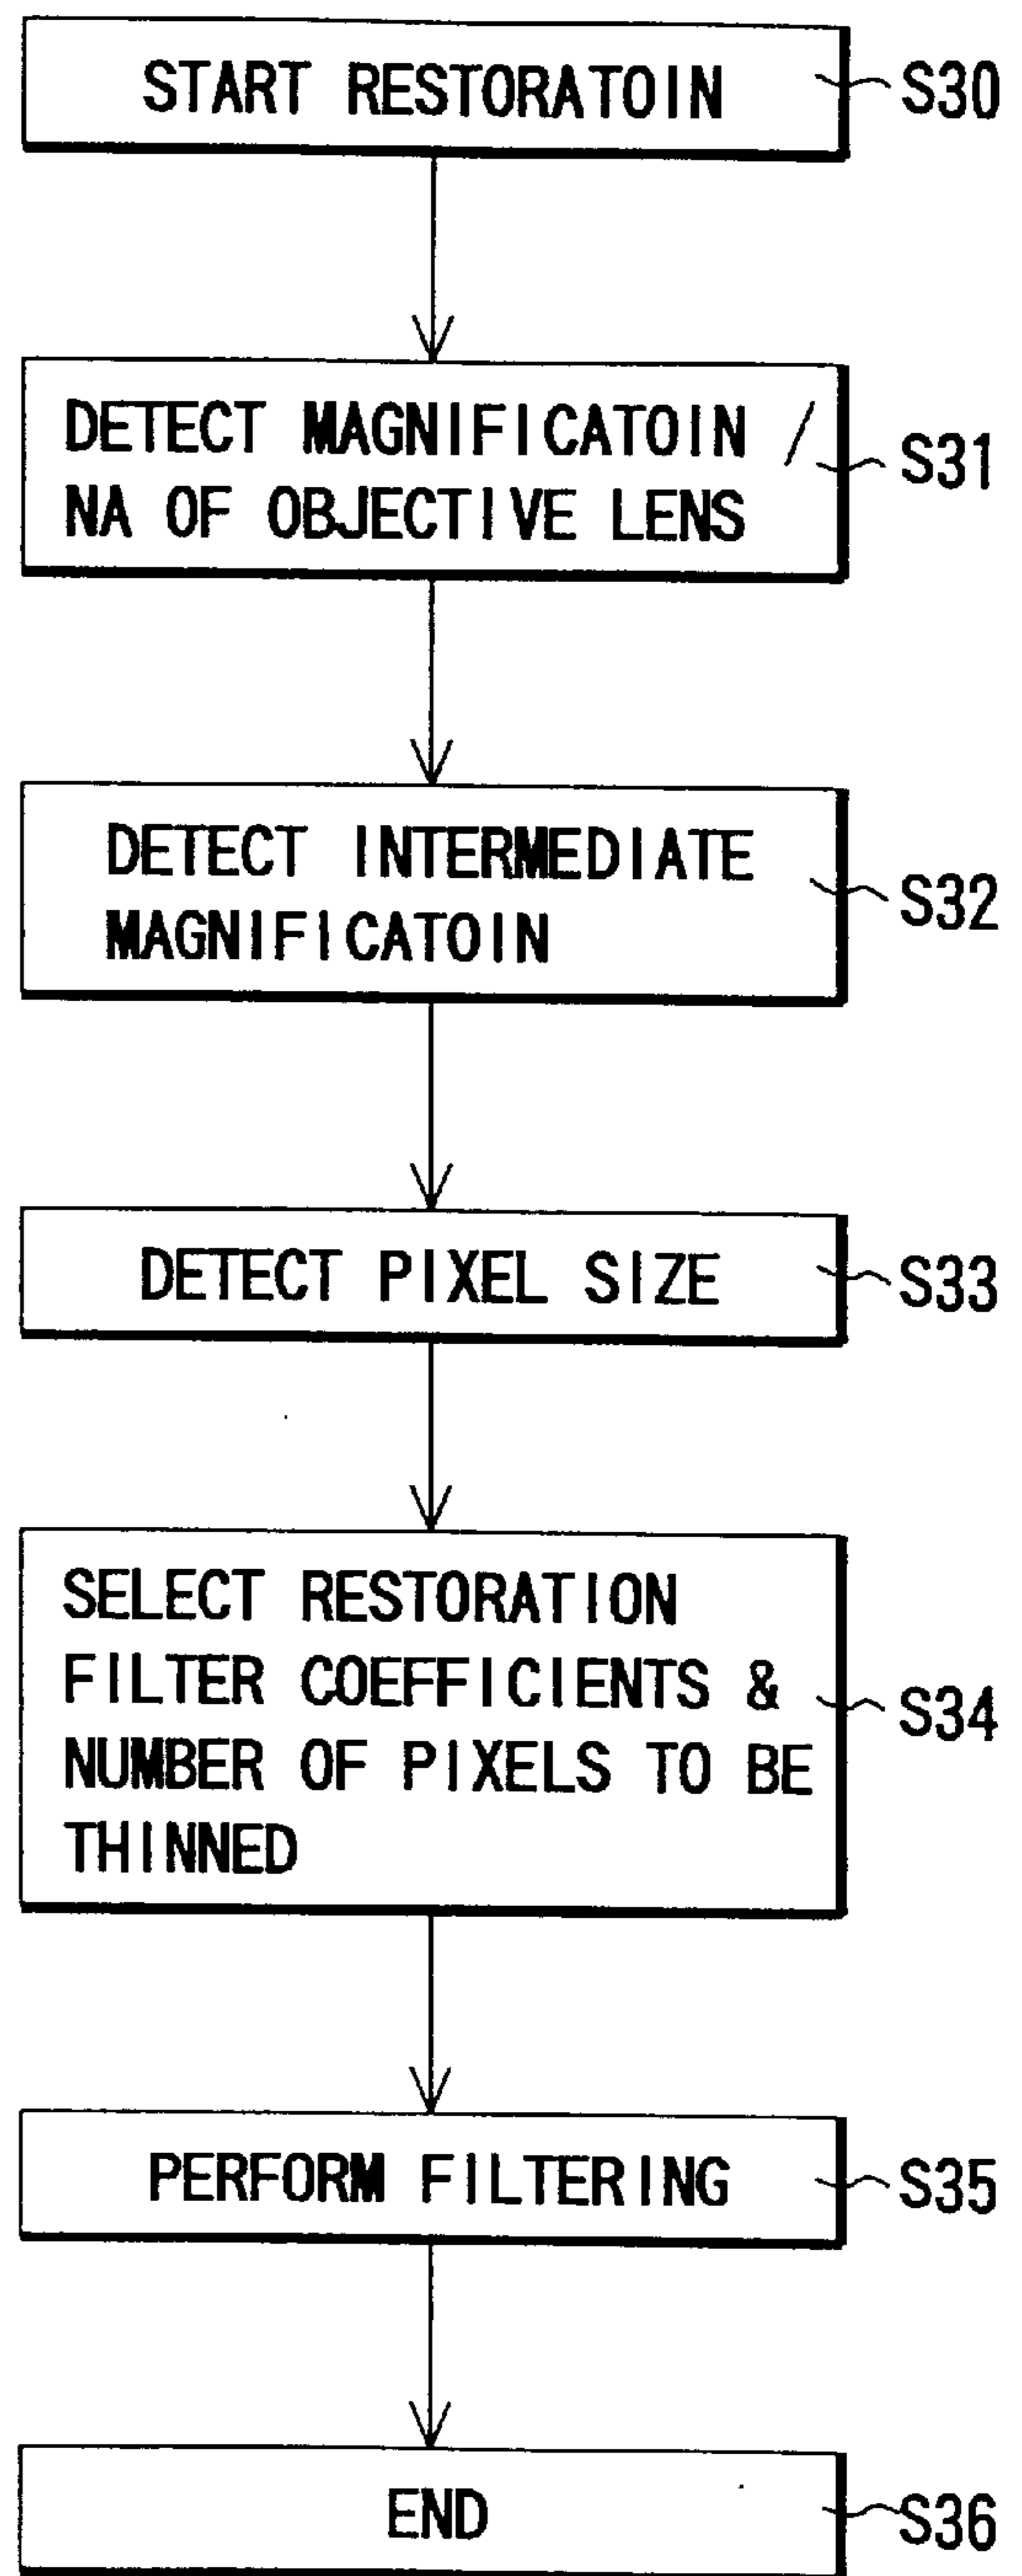 START RESTORATOIN
S30
DETECT MAGNIFICATOIN /
NA OF OBJECTIVE LENS
S31
DETECT INTERMEDIATE
MAGNIFICATOIN
S32
DETECT PIXEL SIZE
S33
SELECT RESTORATION
FILTER COEFFICIENTS &
NUMBER OF PIXELS TO BE
THINNED
S34
PERFORM FILTERING
S35
END
S36